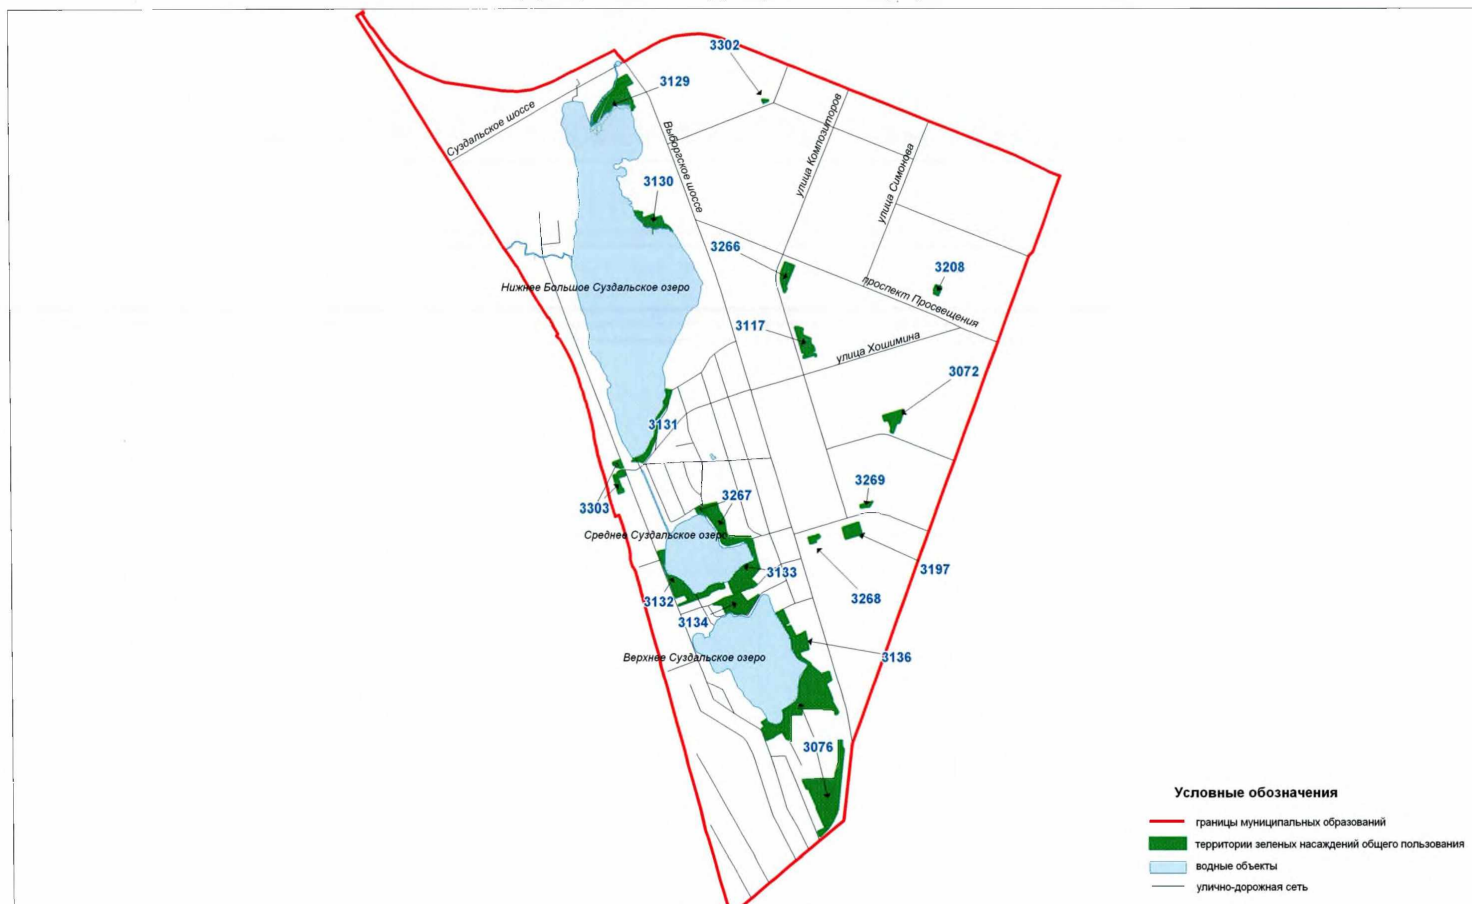 3302
3129
Суздальское шоссе
Выборгское шоссе
улица Композиторов
улица Симонова
3130
3266
3208
Нижнее Большое Суздальское озеро
проспект Просвещения
3117
улица Хошимина
3072
3131
3267
3269
3303
Среднее Суздальское озеро
3133
3197
3132
3268
3134
Верхнее Суздальское озеро
3136
3076
Условные обозначения
границы муниципальных образований
территории зеленых насаждений общего пользования
водные объекты
улично-дорожная сеть